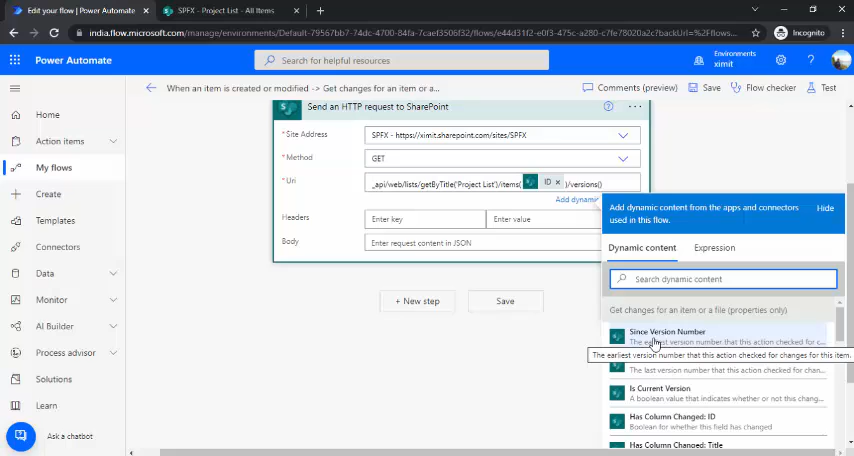 Edit your flow | Power Automate
SPFX - Project List - All Items
india.flow.microsoft.com/manage/environments/Default-79567bb7-74dc-4700-84fa-7caef3506f32/flows/e44d31f2-e0f3-475c-a280-c7fe78020a2c?backUrl=%2Fflows...
Incognito
Power Automate
Search for helpful resources
Environments
ximit
When an item is created or modified -> Get changes for an item or a...
Comments (preview)
Save
Flow checker
Test
Home
Action items
My flows
Create
Templates
Connectors
Data
Monitor
AI Builder
Process advisor
Solutions
Learn
Ask a chatbot
Send an HTTP request to SharePoint
* Site Address
SPFX - https://ximit.sharepoint.com/sites/SPFX
* Method
GET
* Uri
_api/web/lists/getByTitle('Project List')/items( ID × )/versions()
Add dynamic
Headers
Enter key
Enter value
Body
Enter request content in JSON
+ New step
Save
Add dynamic content from the apps and connectors
used in this flow.
Hide
Dynamic content
Expression
Search dynamic content
Get changes for an item or a file (properties only)
Since Version Number
The earliest version number that this action checked for c...
The earliest version number that this action checked for changes for this item.
The last version number that this action checked for chan...
Is Current Version
A boolean value that indicates whether or not this chang...
Has Column Changed: ID
Boolean for whether this field has changed
Has Column Changed: Title